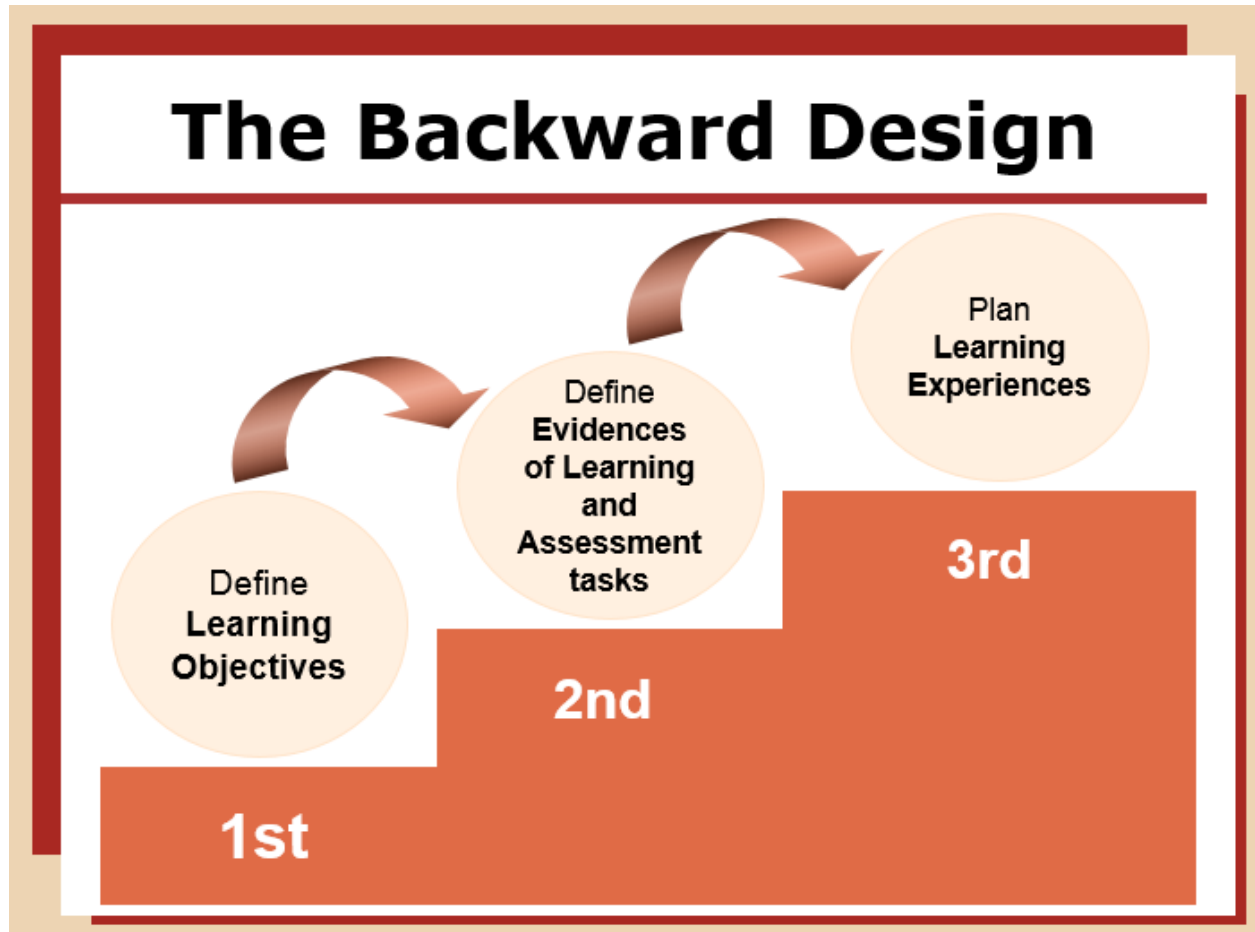 The Backward Design
Define
Learning
Objectives
1st
Define
Evidences
of Learning
and
Assessment
tasks
2nd
Plan
Learning
Experiences
3rd